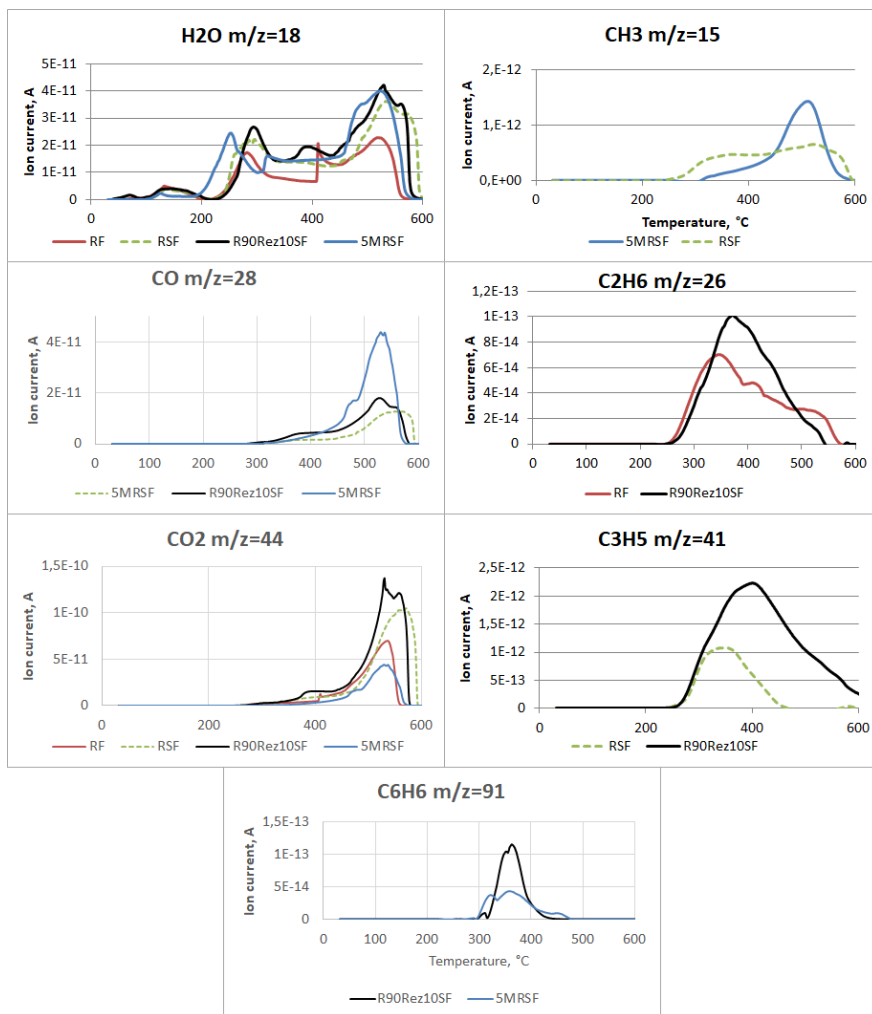 H2O m/z=18
Ion current, A
5E-11
4E-11
3E-11
2E-11
1E-11
0
0 200 400 600
RF RSF R90Rez10SF 5MRSF
CH3 m/z=15
Ion current, A
2,E-12
1,E-12
0,E+00
0 200 400 600
Temperature, °C
5MRSF RSF
CO m/z=28
Ion current, A
4E-11
2E-11
0
0 100 200 300 400 500 600
5MRSF R90Rez10SF 5MRSF
C2H6 m/z=26
Ion current, A
1,2E-13
1E-13
8E-14
6E-14
4E-14
2E-14
0
0 100 200 300 400 500 600
RF R90Rez10SF
CO2 m/z=44
Ion current, A
1,5E-10
1E-10
5E-11
0
0 200 400 600
RF RSF R90Rez10SF 5MRSF
C3H5 m/z=41
Ion current, A
2,5E-12
2E-12
1,5E-12
1E-12
5E-13
0
0 200 400 600
RSF R90Rez10SF
C6H6 m/z=91
Ion current, A
1,5E-13
1E-13
5E-14
0
0 100 200 300 400 500 600
Temperature, °C
R90Rez10SF 5MRSF